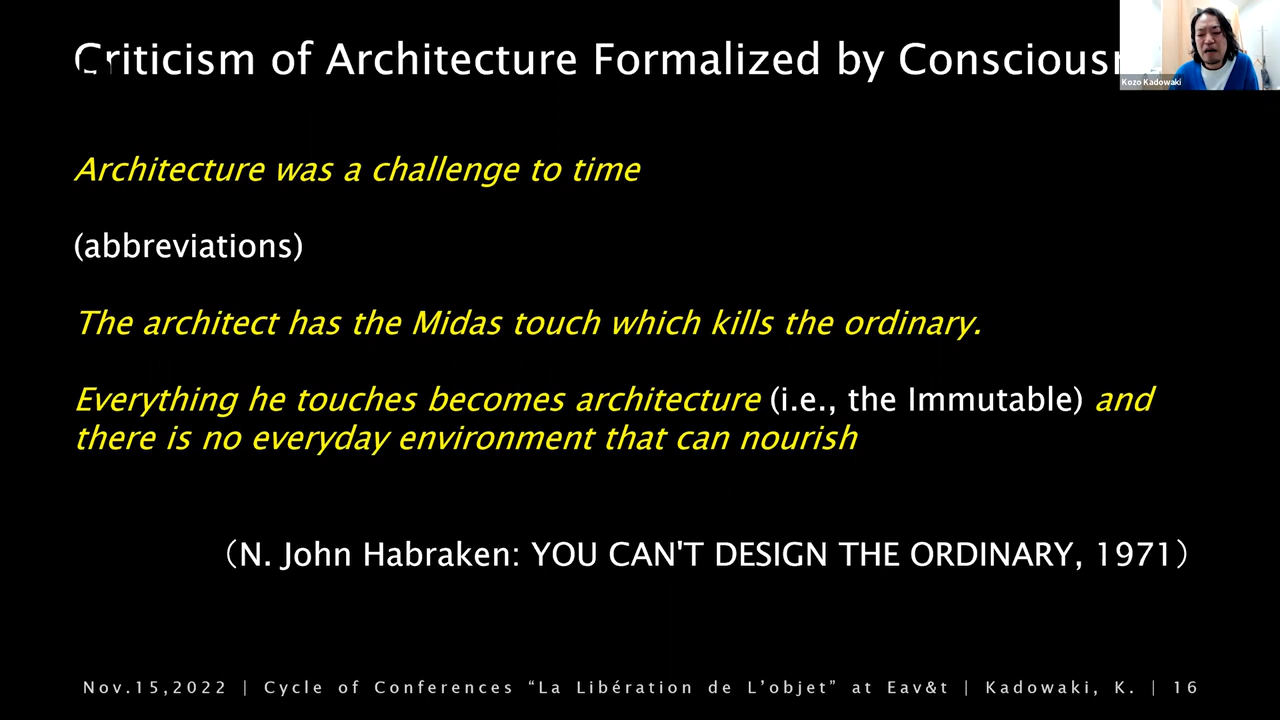 Criticism of Architecture Formalized by
Kozo Kadowaki
Architecture was a challenge to time
(abbreviations)
The architect has the Midas touch which kills the ordinary.
Everything he touches becomes architecture (i.e., the Immutable) and
there is no everyday environment that can nourish
（N. John Habraken: YOU CAN'T DESIGN THE ORDINARY, 1971）
Nov.15,2022 | Cycle of Conferences “La Libération de L’objet” at Eav&t | Kadowaki, K. | 16